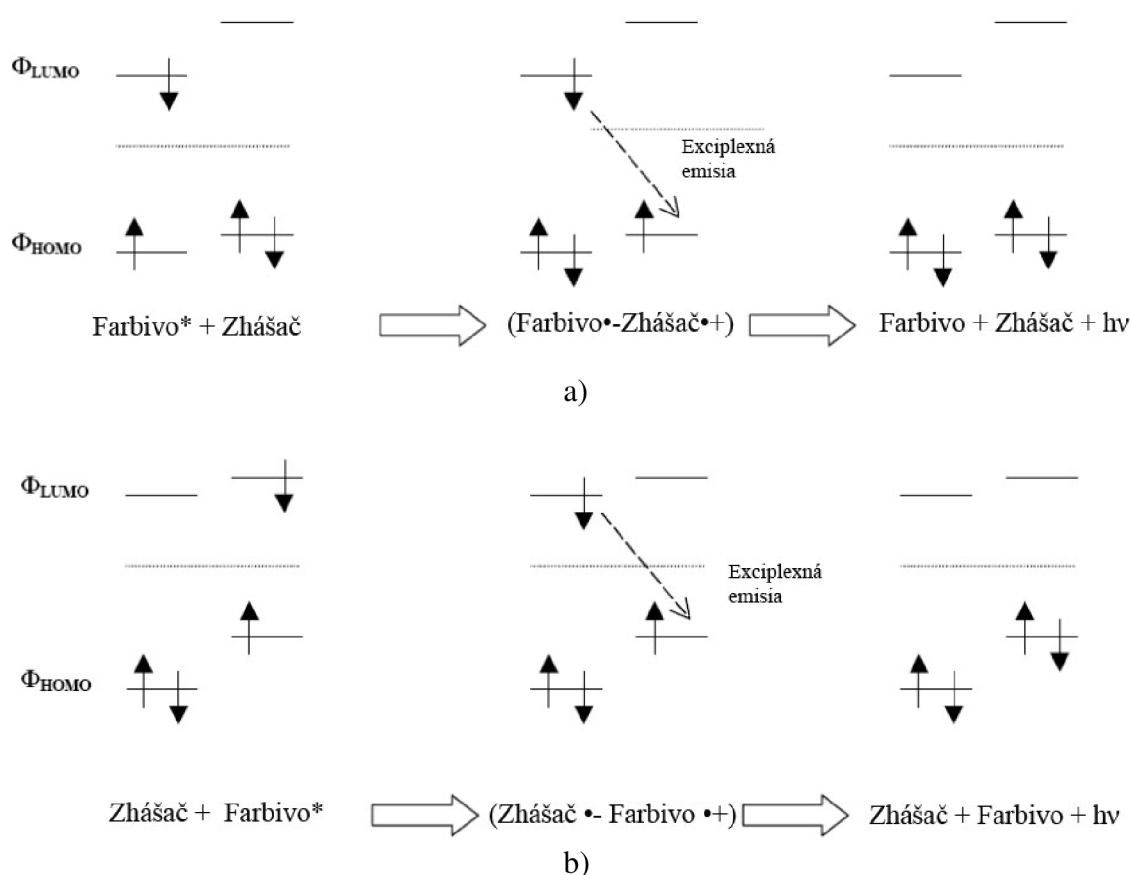 ΦLUMO
Exciplexná
emisia
ΦHOMO
Farbivo* + Zhášač
(Farbivo•-Zhášač•+)
Farbivo + Zhášač + hν
a)
ΦLUMO
Exciplexná
emisia
ΦHOMO
Zhášač + Farbivo*
(Zhášač •- Farbivo •+)
Zhášač + Farbivo + hν
b)